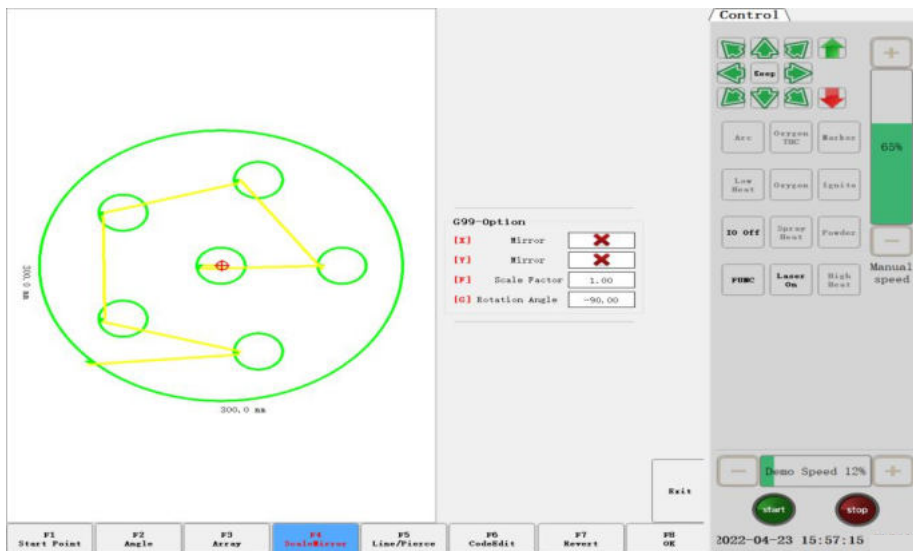 Control
Keep
Arc
Oxygen THC
Marker
65%
Low Heat
Oxygen
Ignite
IO Off
Spray Heat
Powder
Manual speed
FUNC
Laser On
High Heat
G99-Option
[X] Mirror
[Y] Mirror
[F] Scale Factor 1.00
[G] Rotation Angle -90.00
300.0 mm
300.0 mm
Demo Speed 12%
Exit
start
stop
F1 Start Point
F2 Angle
F3 Array
F4 ScaleMirror
F5 Line/Pierce
F6 CodeEdit
F7 Revert
F8 OK
2022-04-23 15:57:15